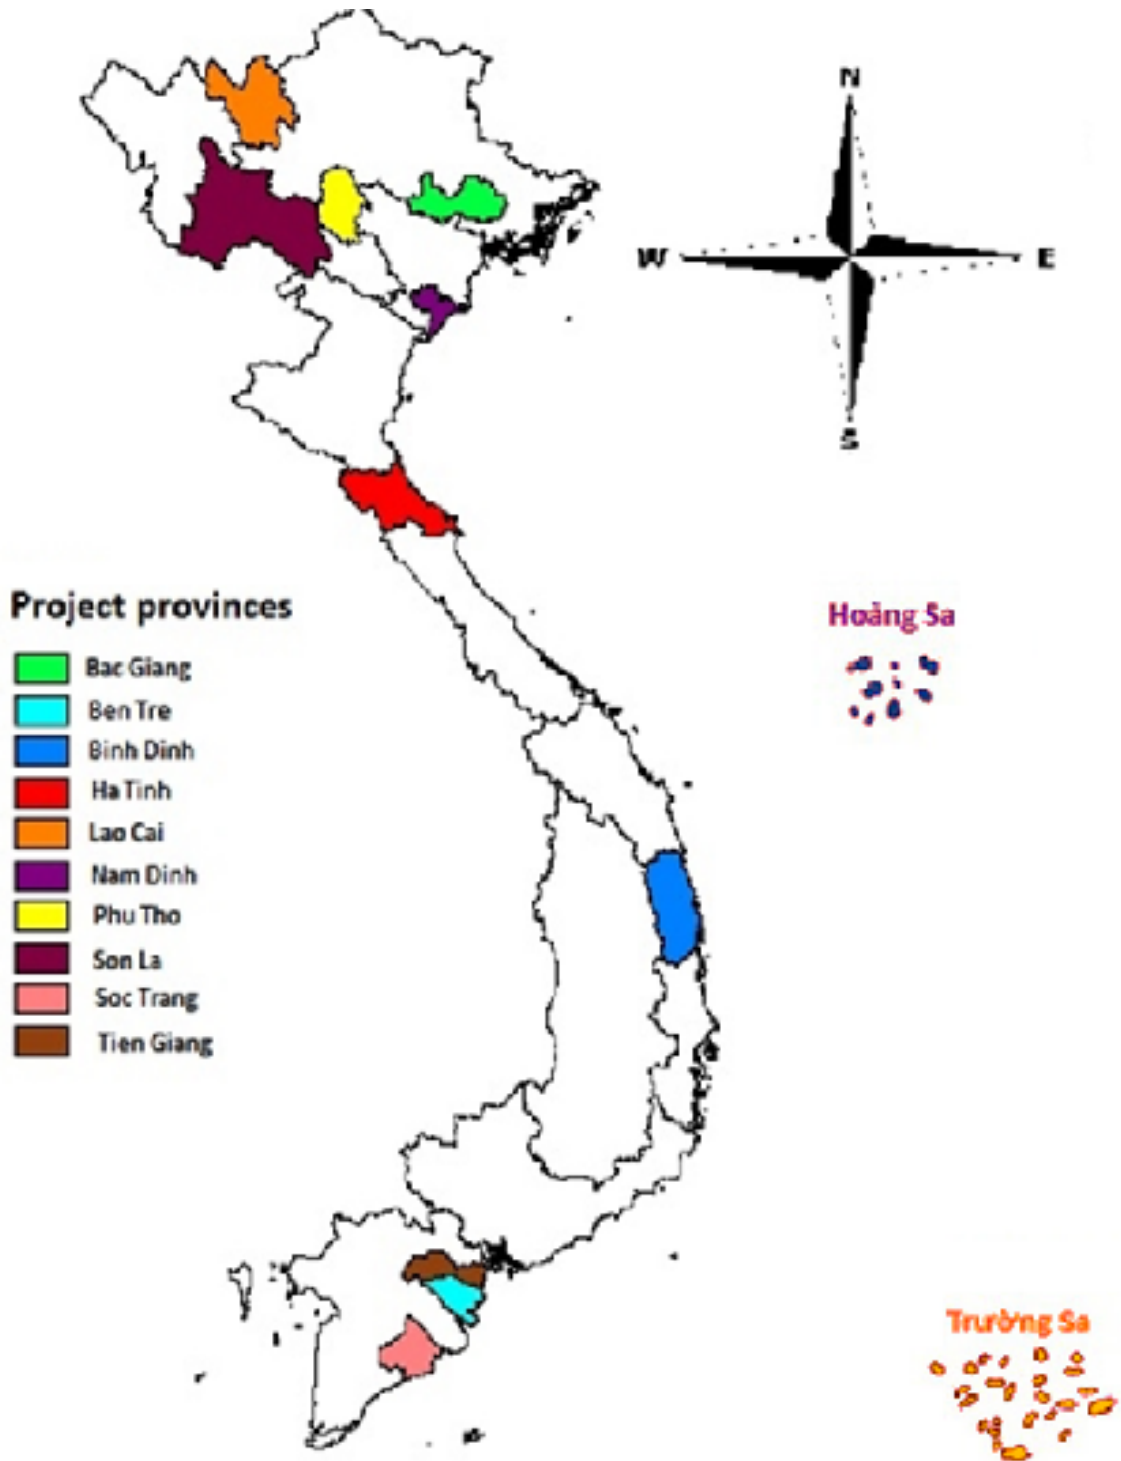 N
W
E
S
Project provinces
Bac Giang
Ben Tre
Binh Dinh
Ha Tinh
Lao Cai
Nam Dinh
Phu Tho
Son La
Soc Trang
Tien Giang
Hoàng Sa
Trường Sa